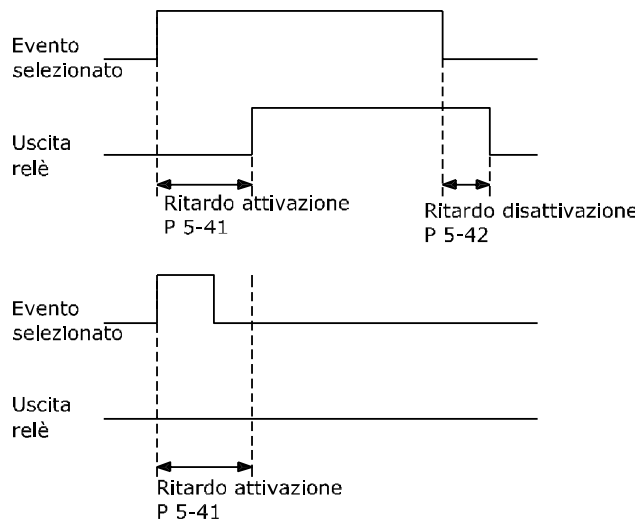 Evento
selezionato
Uscita
relè
Ritardo attivazione
P 5-41
Ritardo disattivazione
P 5-42
Evento
selezionato
Uscita
relè
Ritardo attivazione
P 5-41